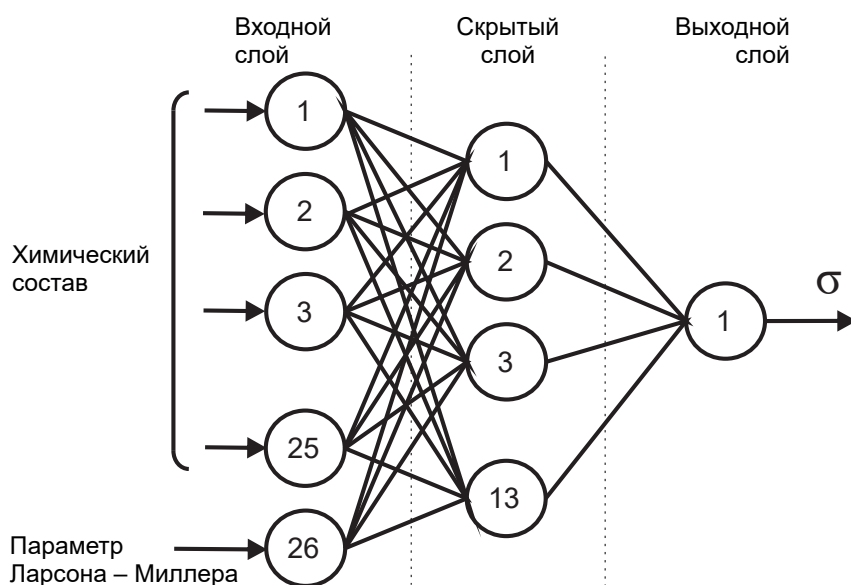 Входной
слой
Скрытый
слой
Выходной
слой
1
2
3
25
26
1
2
3
13
1
σ
Химический
состав
Параметр
Ларсона – Миллера